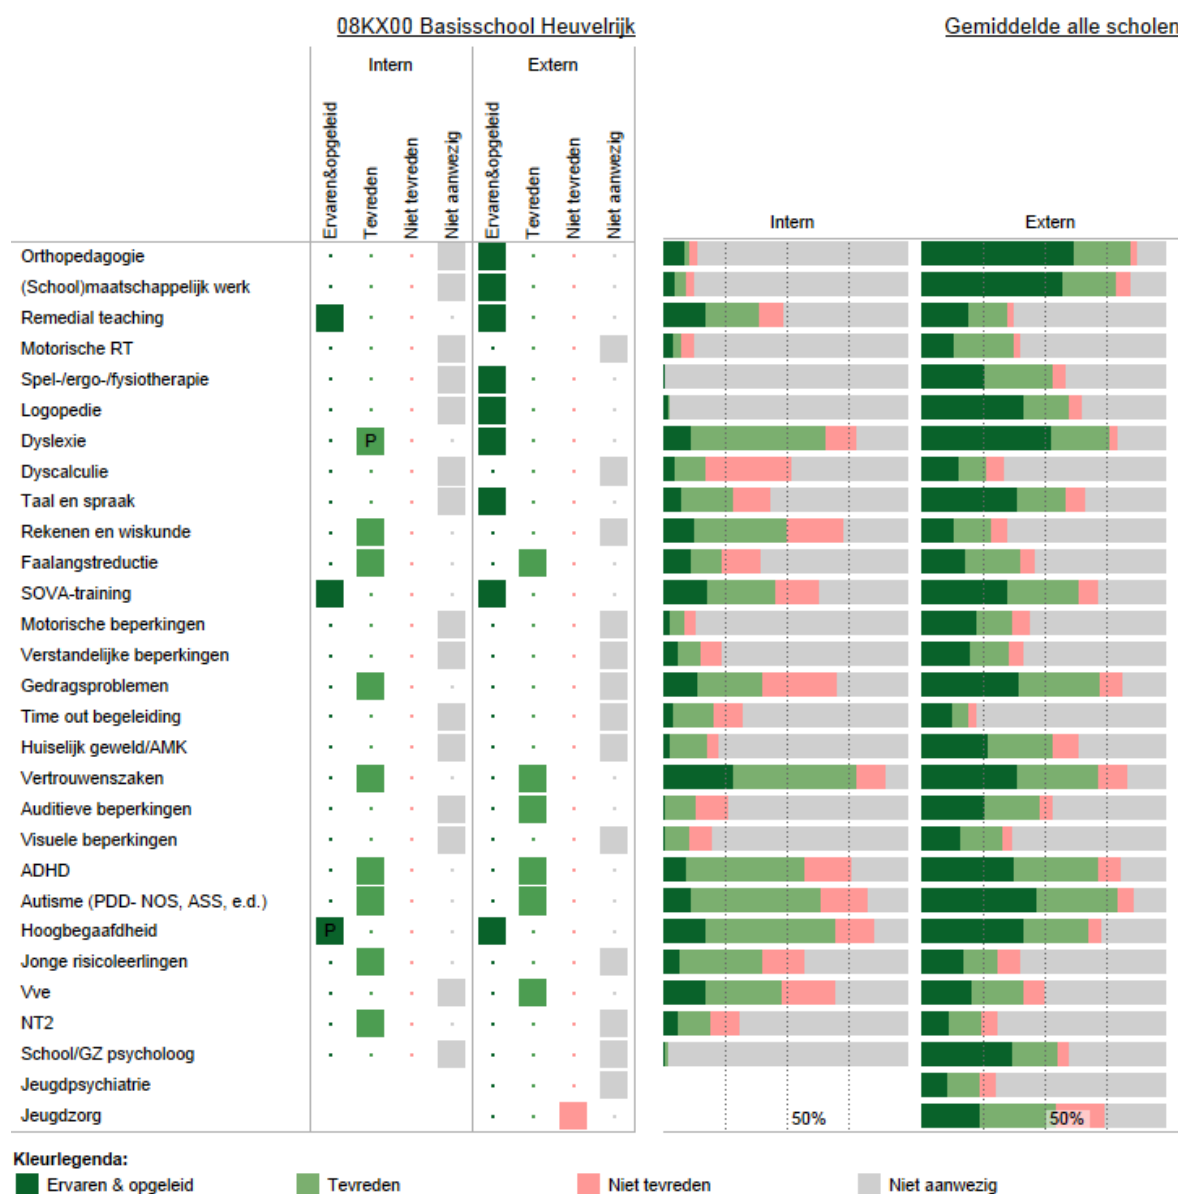 08KX00 Basisschool Heuvelrijk
Gemiddelde alle scholen
Intern
Extern
Ervaren&opgeleid
Tevreden
Niet tevreden
Niet aanwezig
Ervaren&opgeleid
Tevreden
Niet tevreden
Niet aanwezig
Intern
Extern
Orthopedagogie
(School)maatschappelijk werk
Remedial teaching
Motorische RT
Spel-/ergo-/fysiotherapie
Logopedie
Dyslexie
P
Dyscalculie
Taal en spraak
Rekenen en wiskunde
Faalangstreductie
SOVA-training
Motorische beperkingen
Verstandelijke beperkingen
Gedragsproblemen
Time out begeleiding
Huiselijk geweld/AMK
Vertrouwenszaken
Auditieve beperkingen
Visuele beperkingen
ADHD
Autisme (PDD- NOS, ASS, e.d.)
Hoogbegaafdheid
P
Jonge risicoleerlingen
Vve
NT2
School/GZ psycholoog
Jeugdpsychiatrie
Jeugdzorg
50%
50%
Kleurlegenda:
Ervaren & opgeleid
Tevreden
Niet tevreden
Niet aanwezig